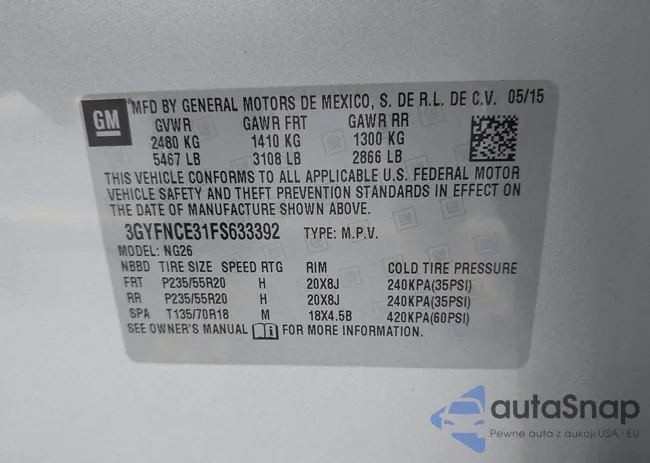 GM
MFD BY GENERAL MOTORS DE MEXICO, S. DE R.L. DE C.V. 05/15
GVWR GAWR FRT GAWR RR
2480 KG 1410 KG 1300 KG
5467 LB 3108 LB 2866 LB
THIS VEHICLE CONFORMS TO ALL APPLICABLE U.S. FEDERAL MOTOR
VEHICLE SAFETY AND THEFT PREVENTION STANDARDS IN EFFECT ON
THE DATE OF MANUFACTURE SHOWN ABOVE.
3GYFNCE31FS633392 TYPE: M.P.V.
MODEL: NG26
NBBD TIRE SIZE SPEED RTG RIM COLD TIRE PRESSURE
FRT P235/55R20 H 20X8J 240KPA(35PSI)
RR P235/55R20 H 20X8J 240KPA(35PSI)
SPA T135/70R18 M 18X4.5B 420KPA(60PSI)
SEE OWNER'S MANUAL FOR MORE INFORMATION.
autaSnap
Pewne auta z aukcji USA i EU